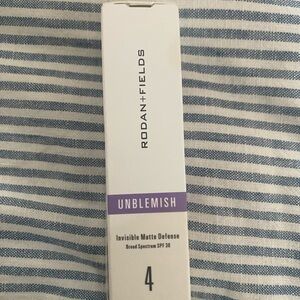 RODAN+FIELDS
UNBLEMISH
Invisible Matte Defense
Broad Spectrum SPF 30
4